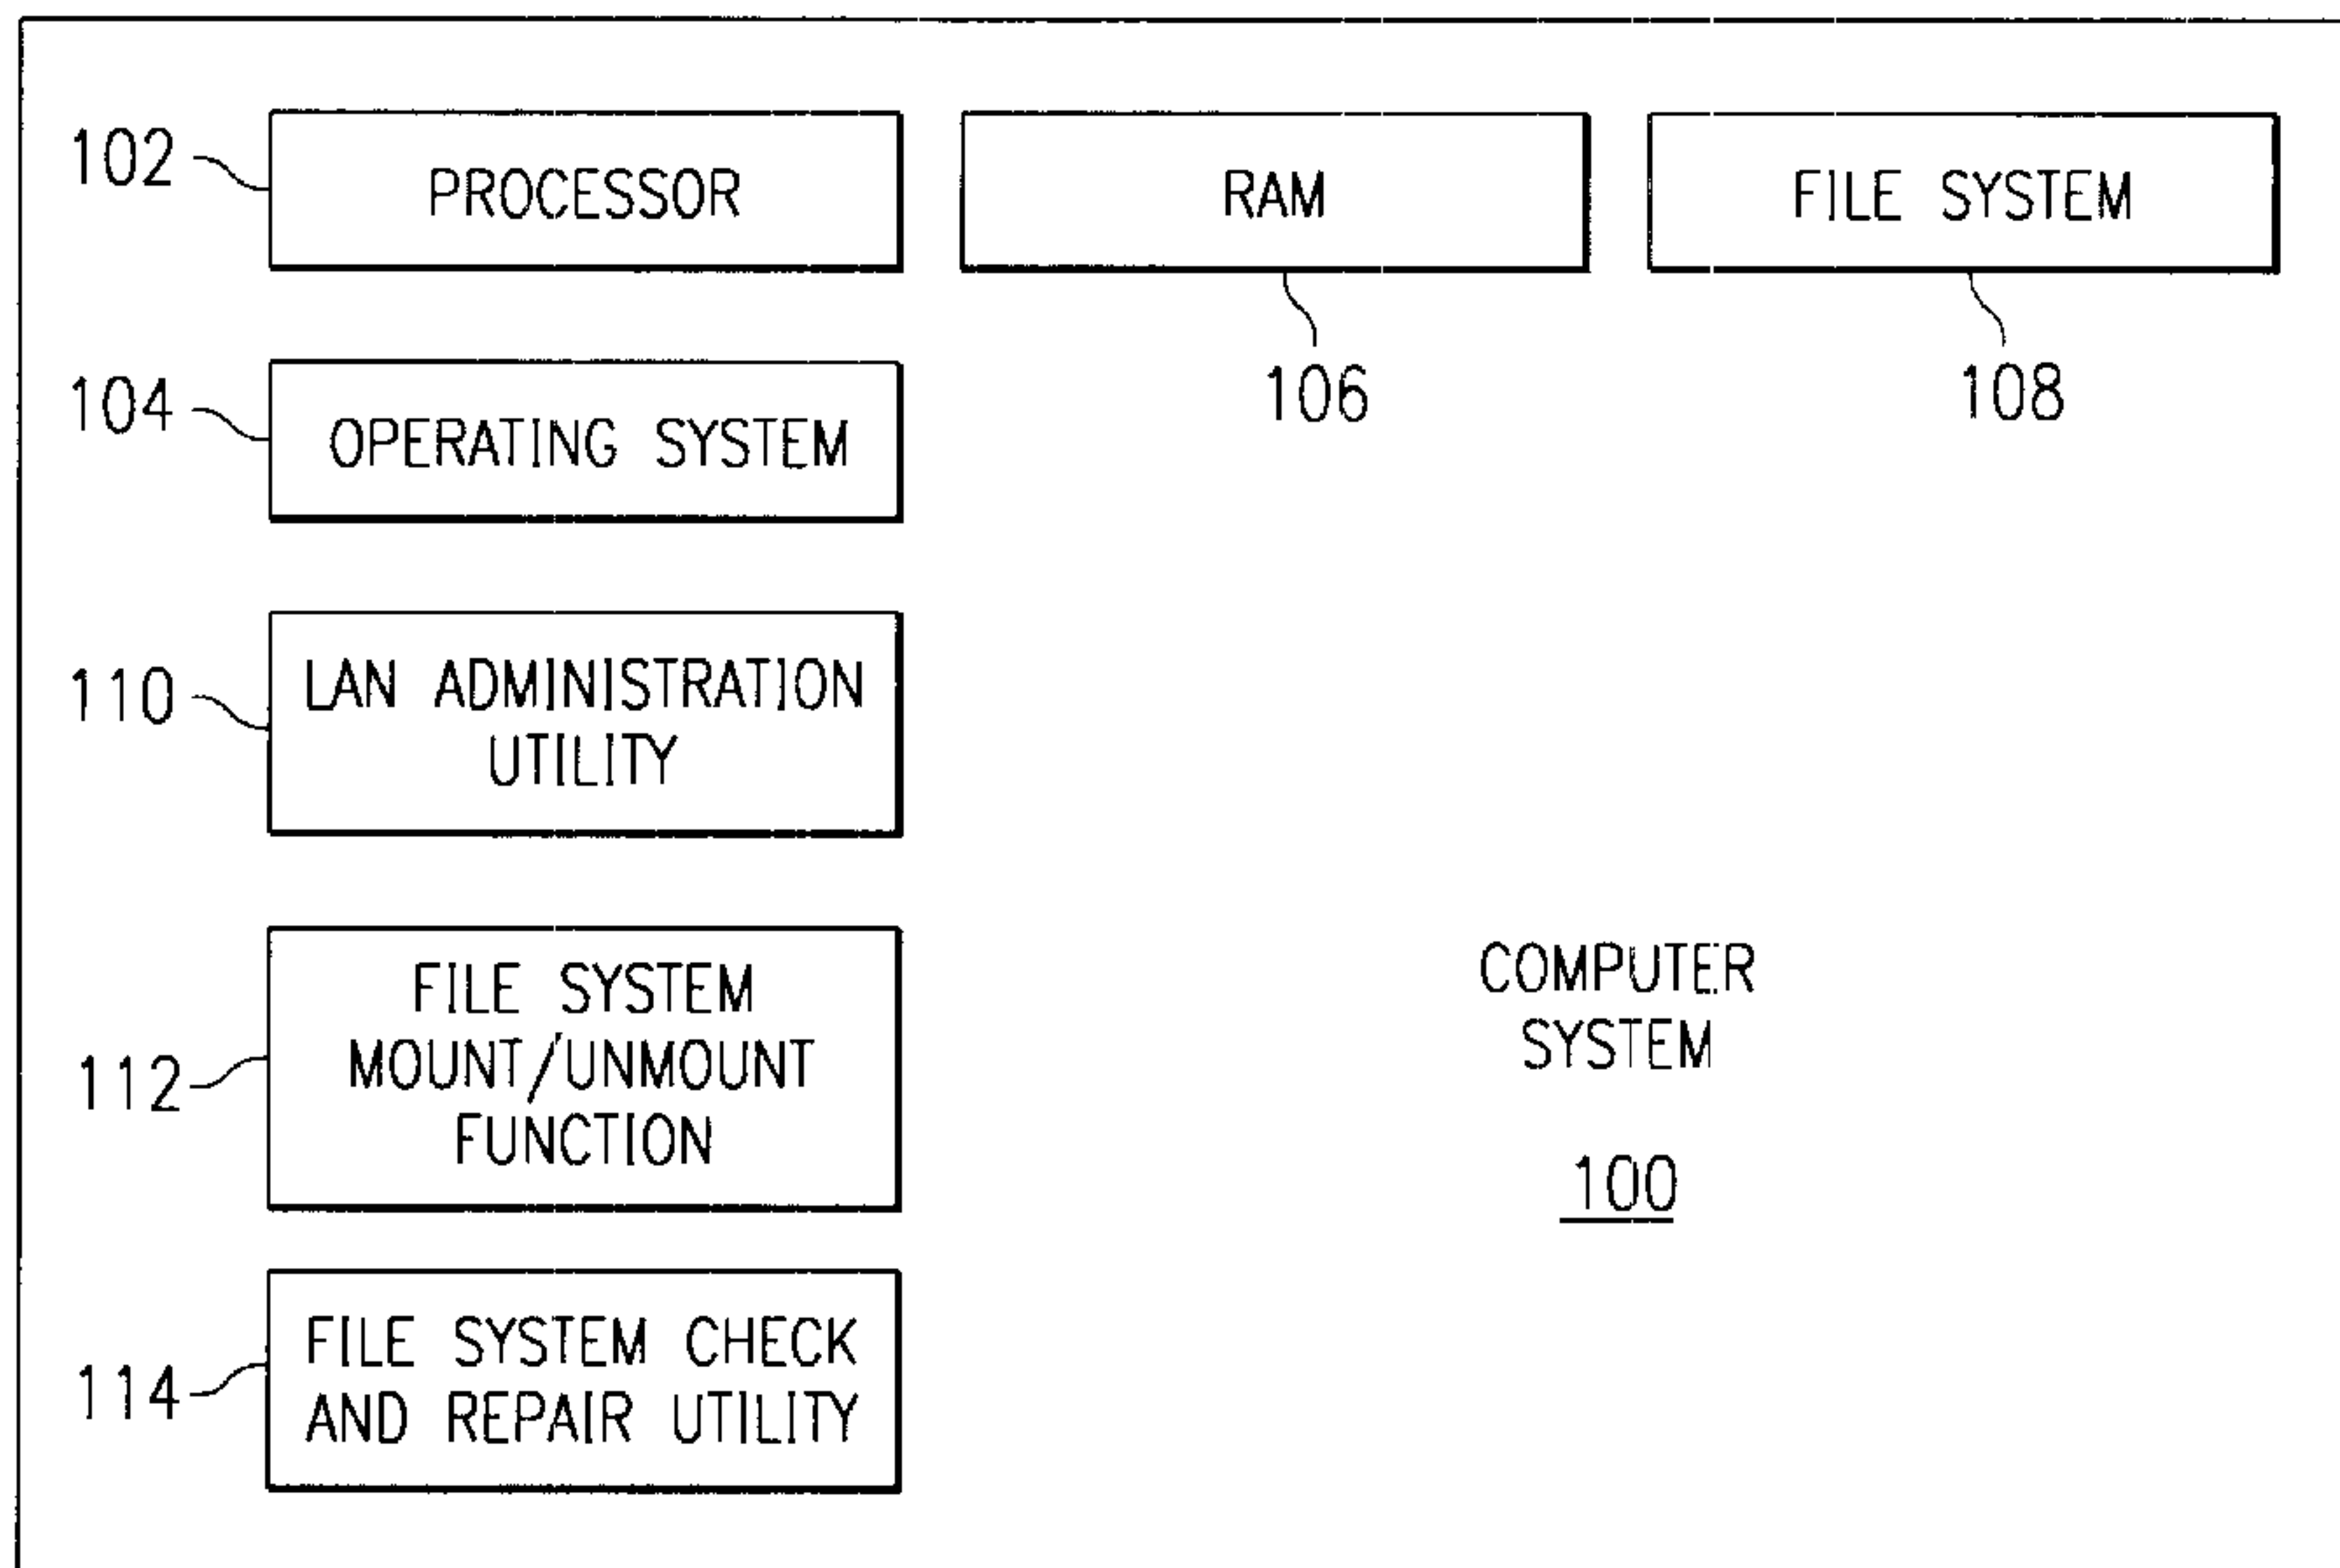 102
PROCESSOR
RAM
FILE SYSTEM
106
108
104
OPERATING SYSTEM
110
LAN ADMINISTRATION
UTILITY
112
FILE SYSTEM
MOUNT/UNMOUNT
FUNCTION
COMPUTER
SYSTEM
100
114
FILE SYSTEM CHECK
AND REPAIR UTILITY